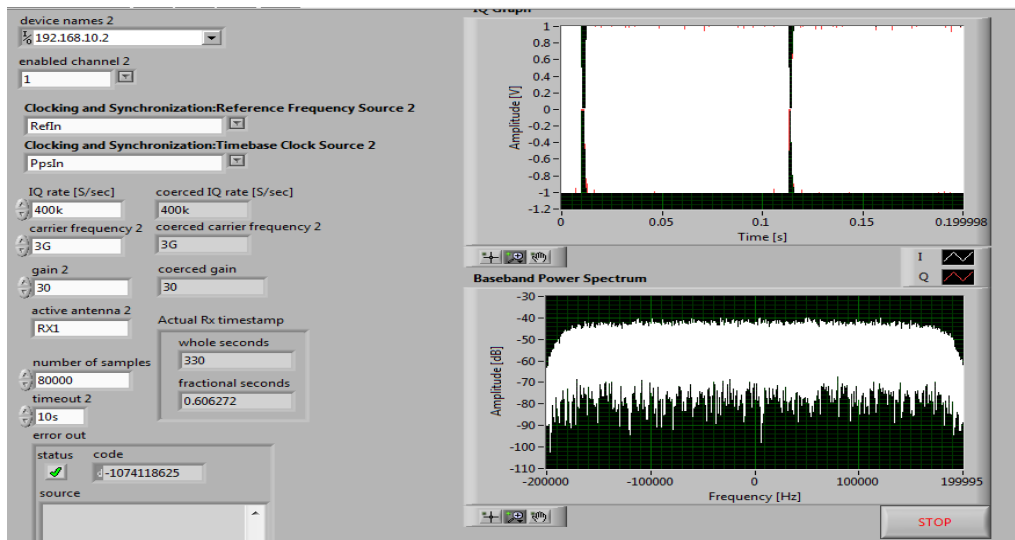 device names 2
192.168.10.2
enabled channel 2
1
Clocking and Synchronization:Reference Frequency Source 2
RefIn
Clocking and Synchronization:Timebase Clock Source 2
PpsIn
IQ rate [S/sec]
coerced IQ rate [S/sec]
400k
400k
carrier frequency 2
coerced carrier frequency 2
3G
3G
gain 2
coerced gain
30
30
active antenna 2
RX1
Actual Rx timestamp
whole seconds
330
fractional seconds
0.606272
number of samples
80000
timeout 2
10s
error out
status
code
d -1074118625
source
IQ Graph
Amplitude [V]
1
0.8
0.6
0.4
0.2
0
-0.2
-0.4
-0.6
-0.8
-1
-1.2
0
0.05
0.1
0.15
0.199998
Time [s]
I
Q
Baseband Power Spectrum
Amplitude [dB]
-30
-40
-50
-60
-70
-80
-90
-100
-110
-200000
-100000
0
100000
199995
Frequency [Hz]
STOP